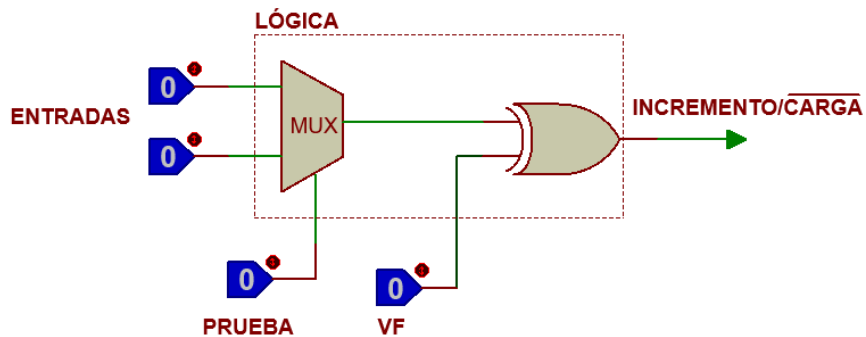 LÓGICA
0
ENTRADAS
0
MUX
INCREMENTO/CARGA
0
PRUEBA
0
VF